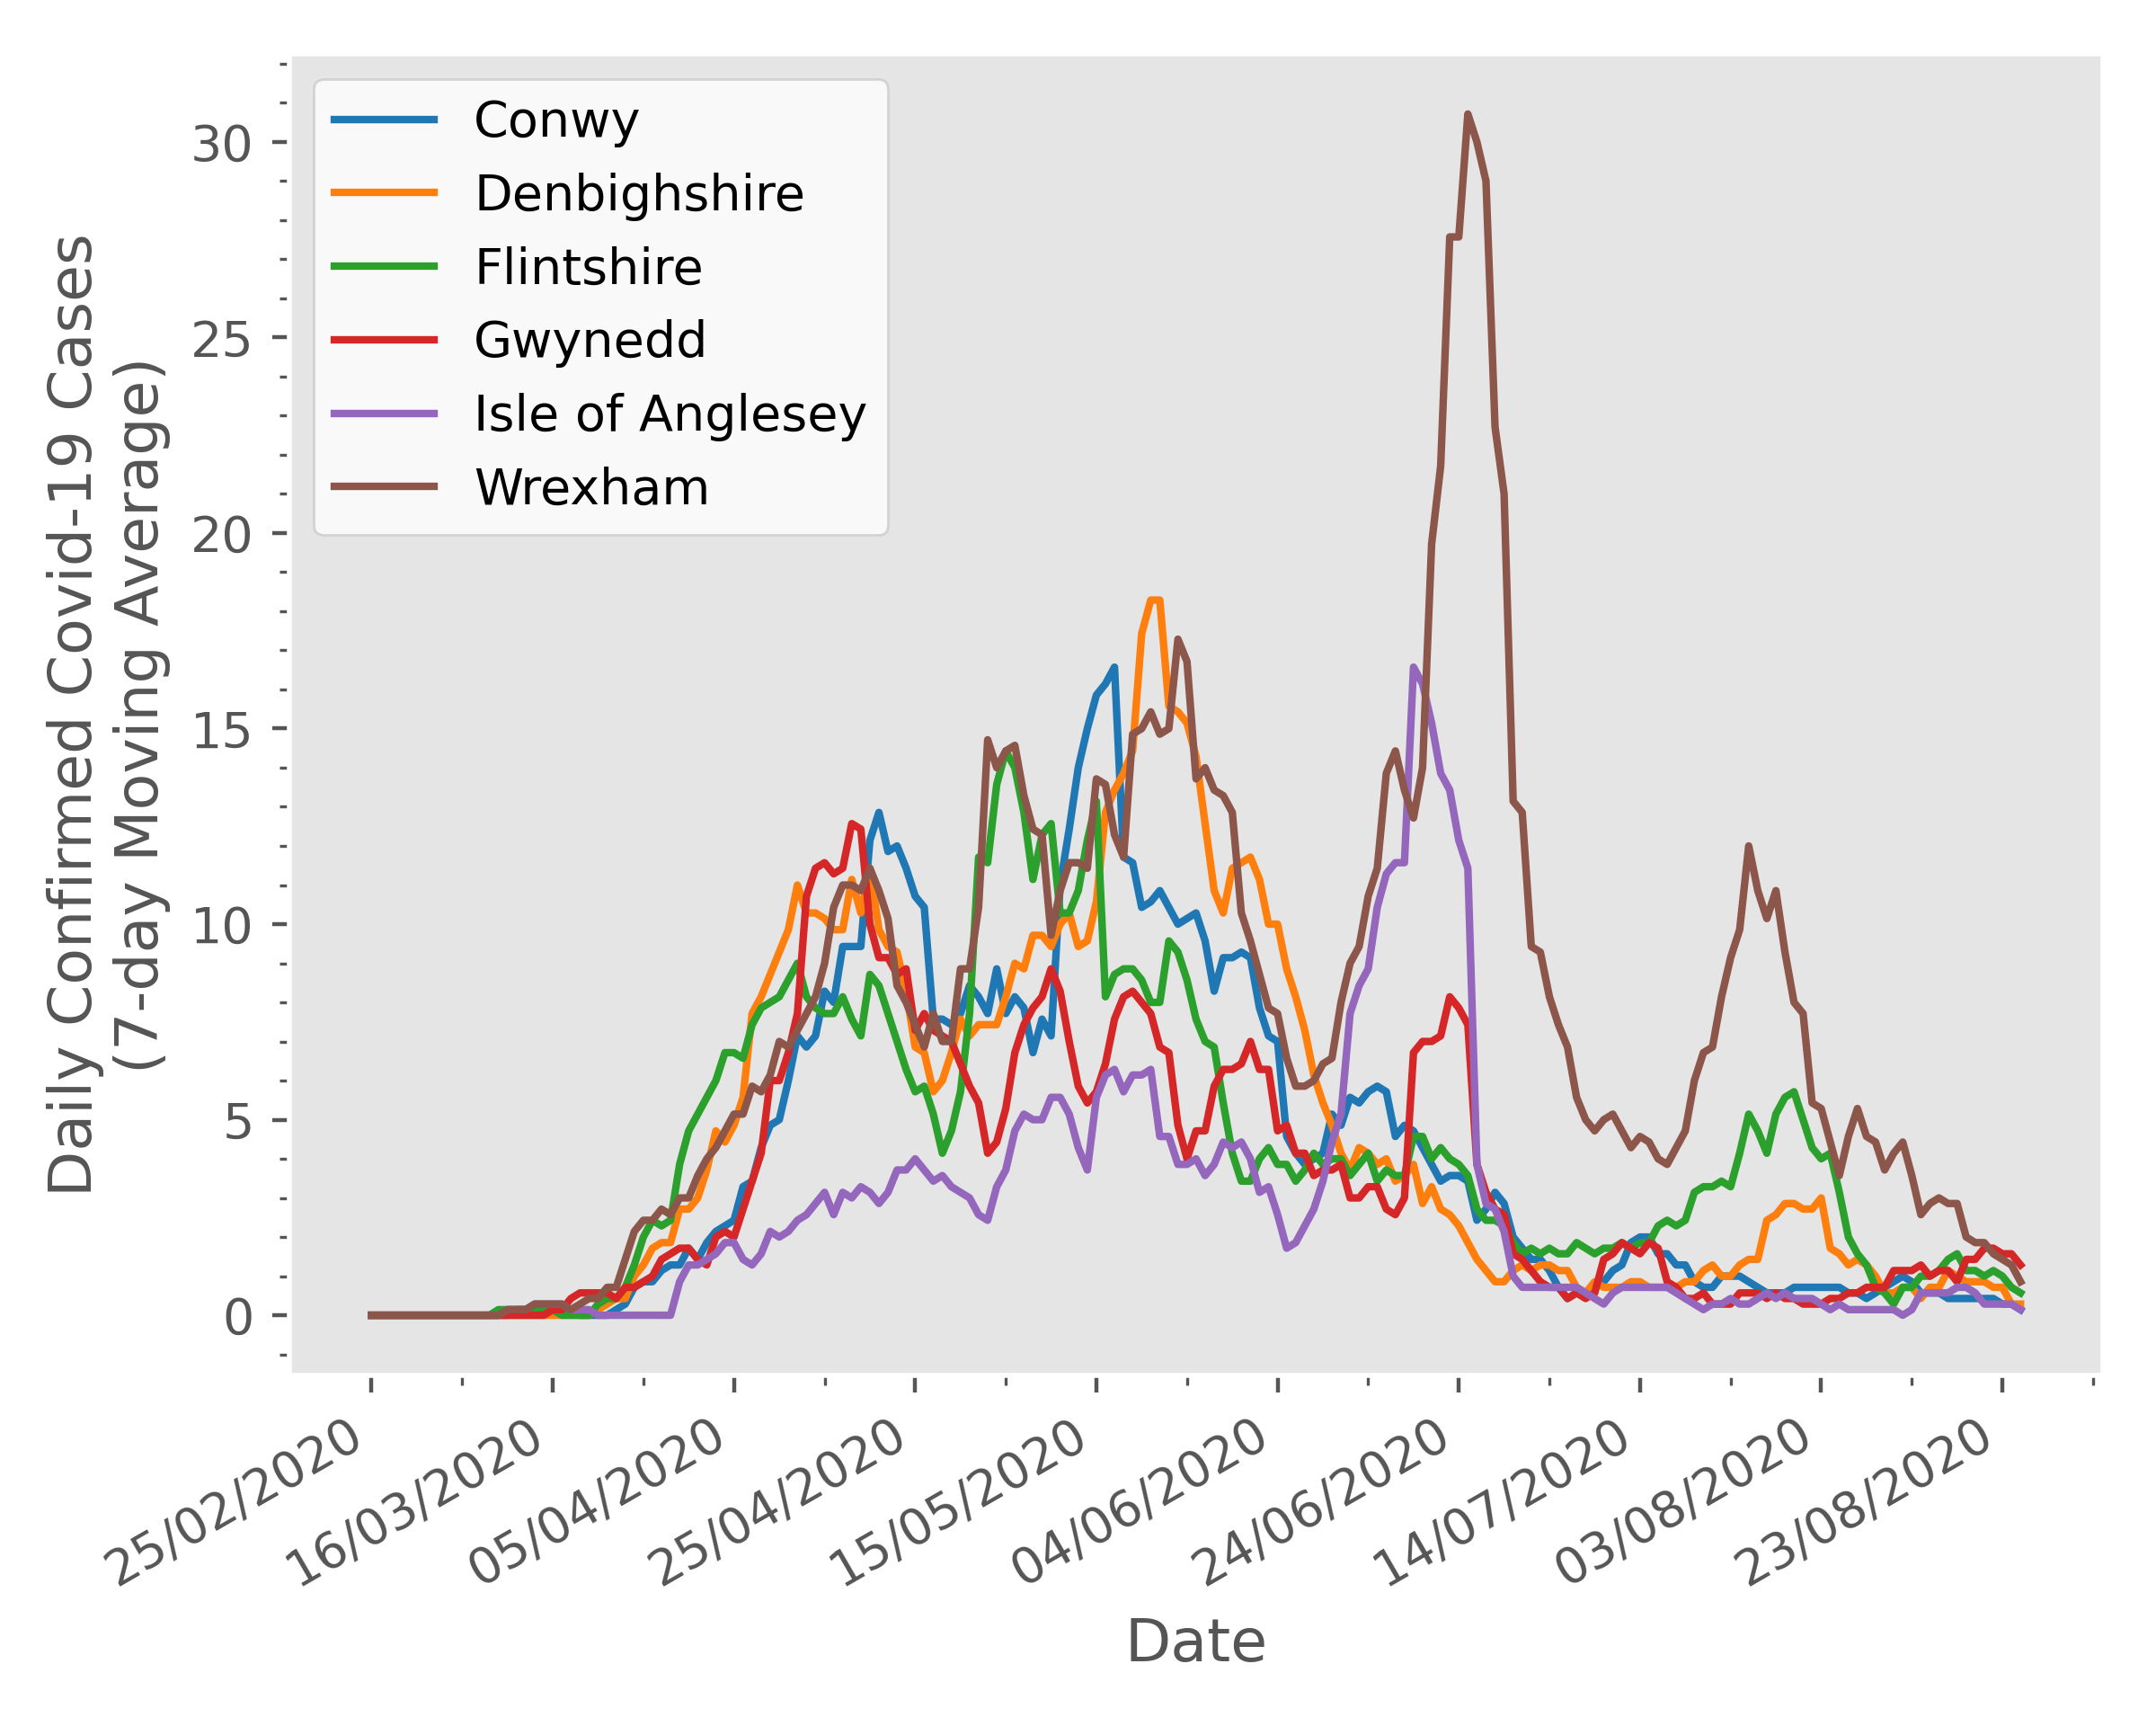 Daily Confirmed Covid-19 Cases
(7-day Moving Average)
30
25
20
15
10
5
0
Conwy
Denbighshire
Flintshire
Gwynedd
Isle of Anglesey
Wrexham
25/02/2020
16/03/2020
05/04/2020
25/04/2020
15/05/2020
04/06/2020
24/06/2020
14/07/2020
03/08/2020
23/08/2020
Date